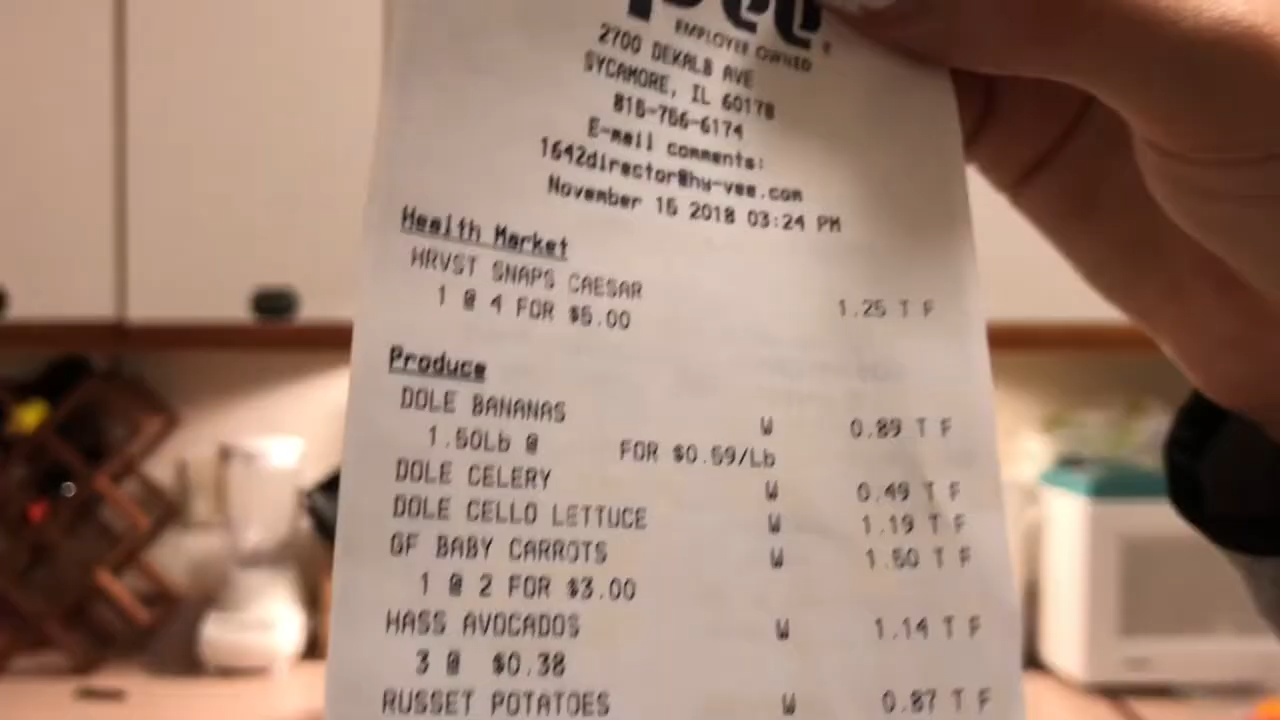 EMPLOYEE OWNED
2700 DEKALB AVE
SYCAMORE, IL 60178
815-756-6174
E-mail comments:
1642director@hy-vee.com
November 15 2018 03:24 PM
Health Market
HRVST SNAPS CAESAR
1 @ 4 FOR $5.00 1.25 T F
Produce
DOLE BANANAS W 0.89 T F
1.50Lb @ FOR $0.59/Lb
DOLE CELERY W 0.49 T F
DOLE CELLO LETTUCE W 1.19 T F
GF BABY CARROTS W 1.50 T F
1 @ 2 FOR $3.00
HASS AVOCADOS W 1.14 T F
3 @ $0.38
RUSSET POTATOES W 0.87 T F